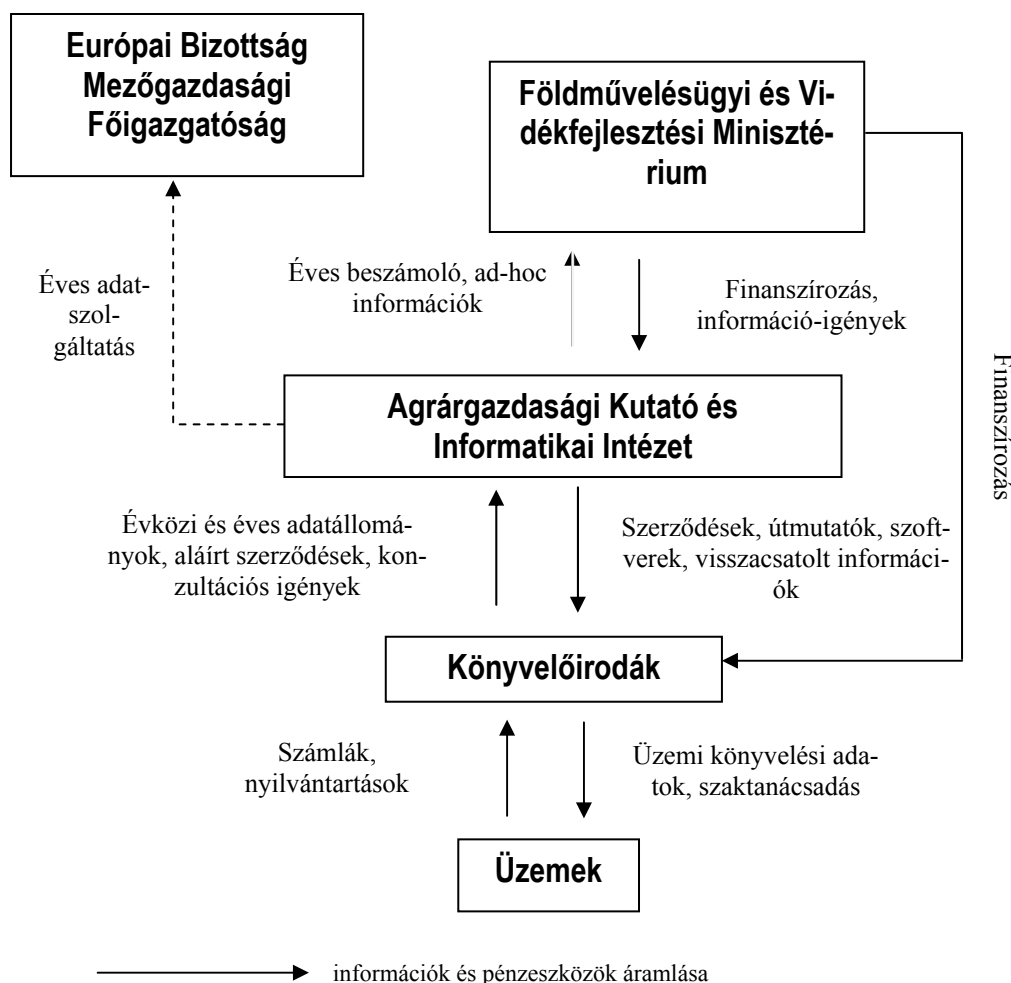 Európai Bizottság
Mezőgazdasági
Főigazgatóság
Földművelésügyi és Vi-
dékfejlesztési Miniszté-
rium
Éves adat-
szol-
gáltatás
Éves beszámoló, ad-hoc
információk
Finanszírozás,
információ-igények
Finanszírozás
Agrárgazdasági Kutató és
Informatikai Intézet
Évközi és éves adatállomá-
nyok, aláírt szerződések, kon-
zultációs igények
Szerződések, útmutatók, szoft-
verek, visszacsatolt informáci-
ók
Könyvelőirodák
Számlák,
nyilvántartások
Üzemi könyvelési ada-
tok, szaktanácsadás
Üzemek
információk és pénzeszközök áramlása